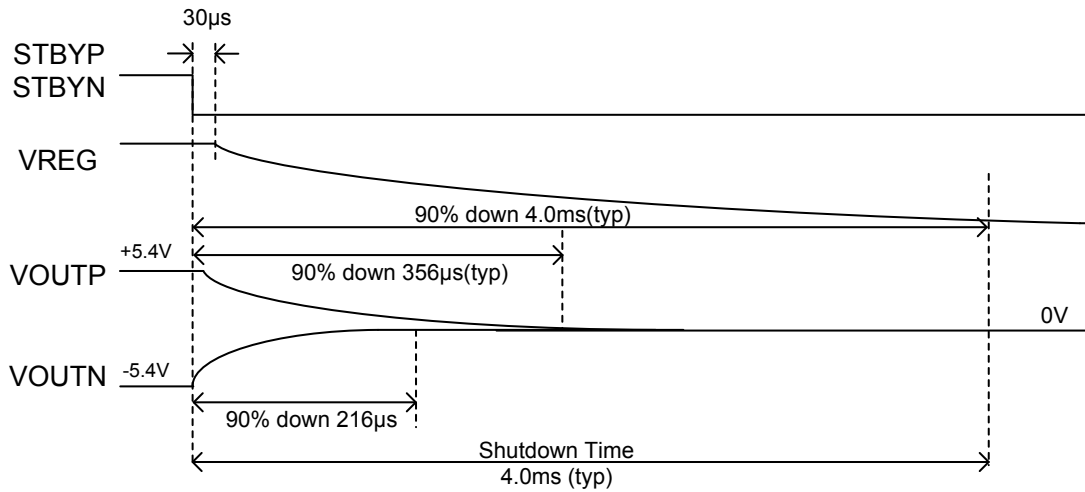 30µs
STBYP
STBYN
VREG
90% down 4.0ms(typ)
+5.4V
VOUTP
90% down 356µs(typ)
0V
VOUTN
-5.4V
90% down 216µs
Shutdown Time
4.0ms (typ)